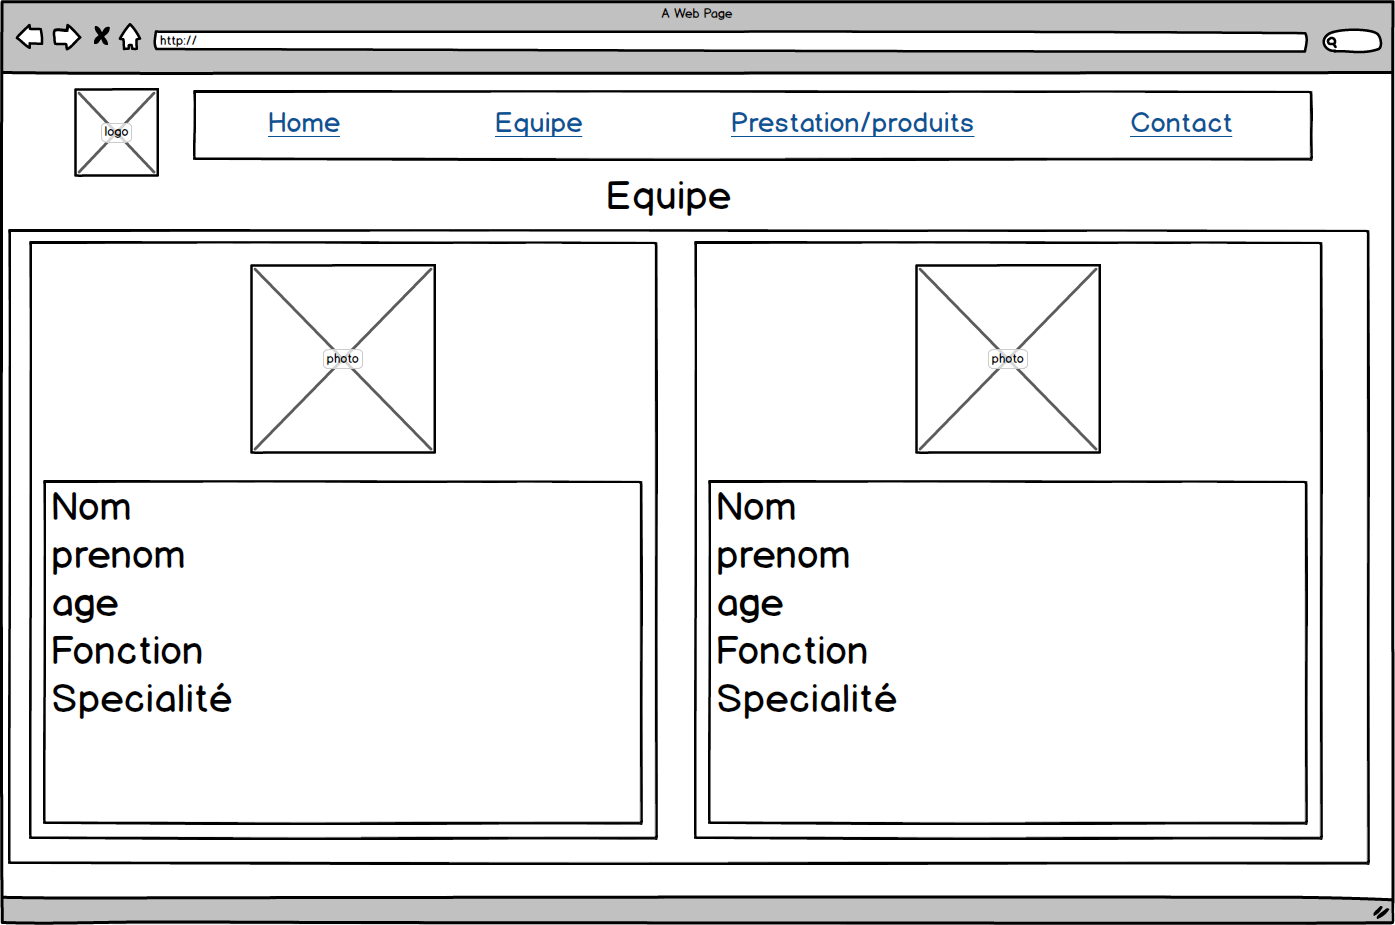 A Web Page
http://
logo
Home Equipe Prestation/produits Contact
Equipe
photo
Nom
prenom
age
Fonction
Specialité
photo
Nom
prenom
age
Fonction
Specialité